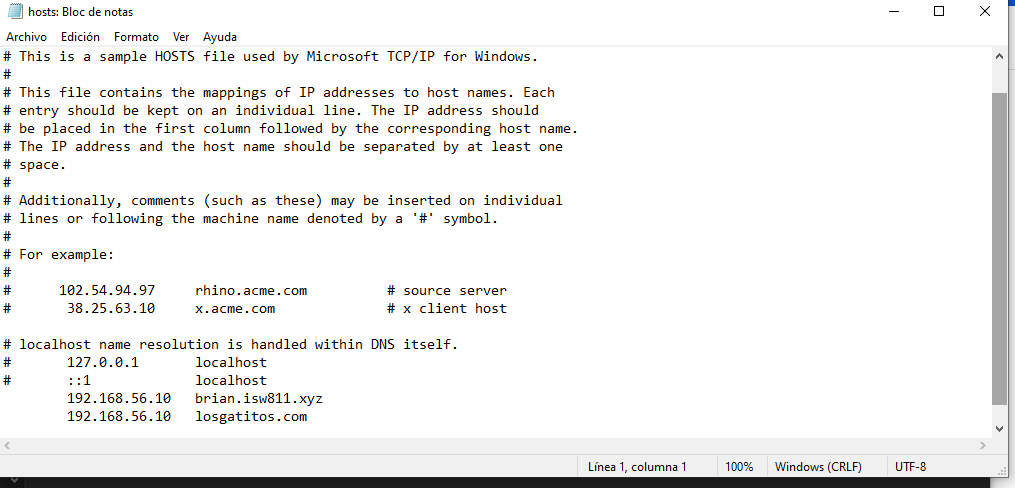 hosts: Bloc de notas
Archivo Edición Formato Ver Ayuda
# This is a sample HOSTS file used by Microsoft TCP/IP for Windows.
#
# This file contains the mappings of IP addresses to host names. Each
# entry should be kept on an individual line. The IP address should
# be placed in the first column followed by the corresponding host name.
# The IP address and the host name should be separated by at least one
# space.
#
# Additionally, comments (such as these) may be inserted on individual
# lines or following the machine name denoted by a '#' symbol.
#
# For example:
#
#      102.54.94.97     rhino.acme.com          # source server
#       38.25.63.10     x.acme.com              # x client host

# localhost name resolution is handled within DNS itself.
#       127.0.0.1       localhost
#       ::1             localhost
        192.168.56.10   brian.isw811.xyz
        192.168.56.10   losgatitos.com
Línea 1, columna 1 100% Windows (CRLF) UTF-8